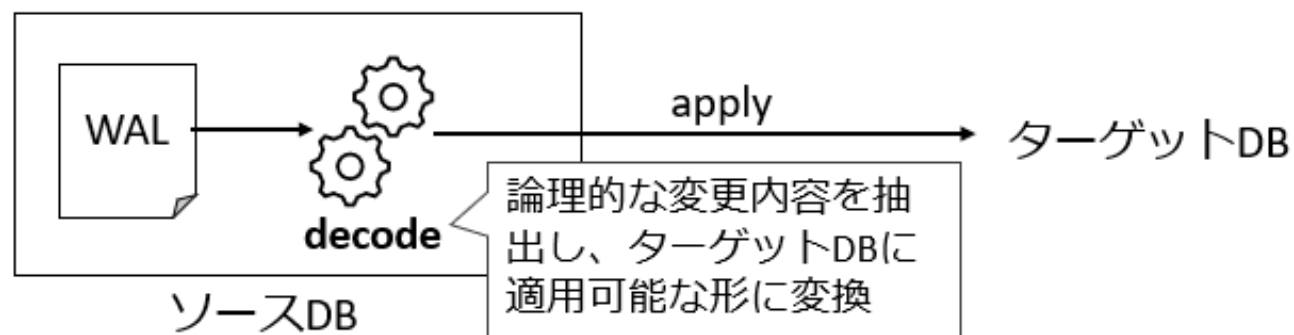 WAL
decode
apply
ターゲットDB
論理的な変更内容を抽
出し、ターゲットDBに
適用可能な形に変換
ソースDB